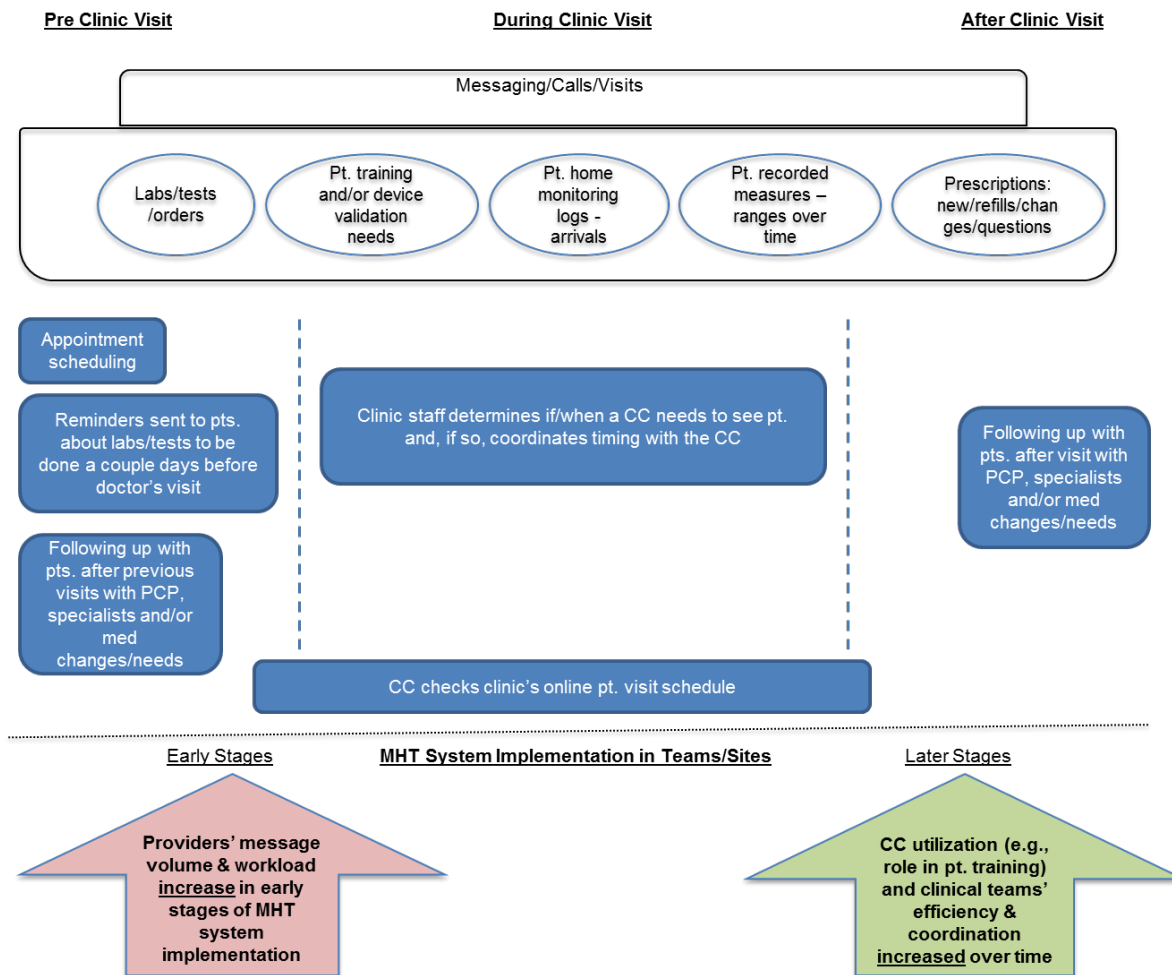 Pre Clinic Visit
During Clinic Visit
After Clinic Visit
Messaging/Calls/Visits
Labs/tests
/orders
Pt. training
and/or device
validation
needs
Pt. home
monitoring
logs -
arrivals
Pt. recorded
measures –
ranges over
time
Prescriptions:
new/refills/chan
ges/questions
Appointment
scheduling
Reminders sent to pts.
about labs/tests to be
done a couple days before
doctor's visit
Following up with
pts. after previous
visits with PCP,
specialists and/or
med
changes/needs
Clinic staff determines if/when a CC needs to see pt.
and, if so, coordinates timing with the CC
Following up with
pts. after visit with
PCP, specialists
and/or med
changes/needs
CC checks clinic's online pt. visit schedule
Early Stages
MHT System Implementation in Teams/Sites
Later Stages
Providers' message
volume & workload
increase in early
stages of MHT
system
implementation
CC utilization (e.g.,
role in pt. training)
and clinical teams'
efficiency &
coordination
increased over time